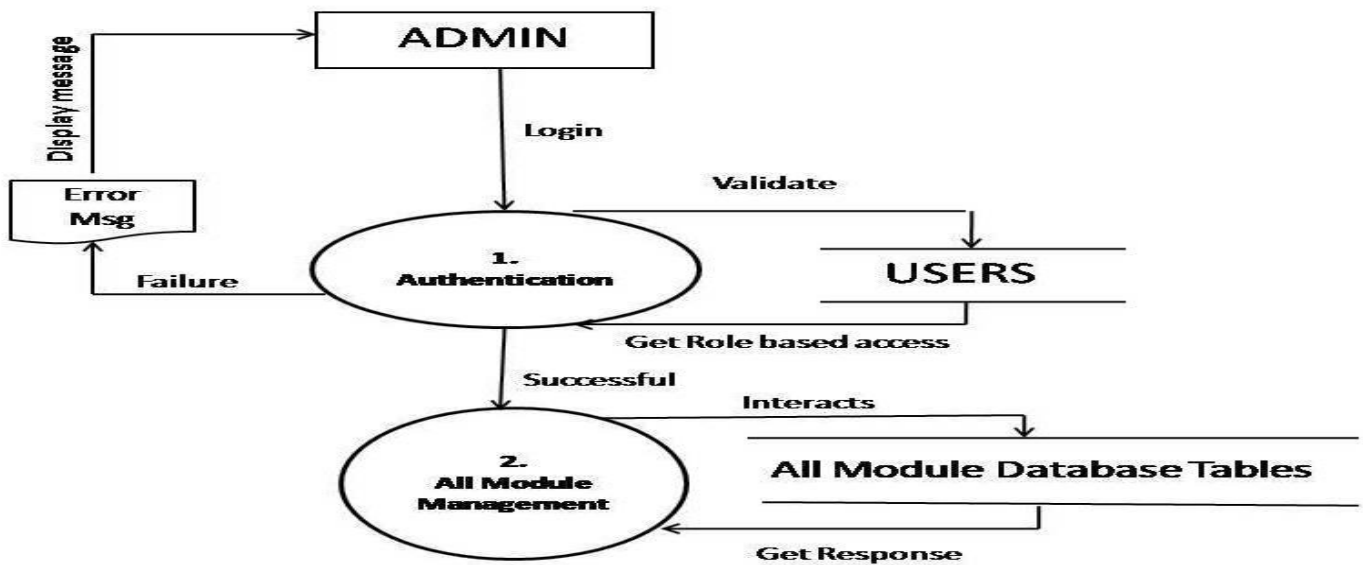 ADMIN
Display message
Login
Error
Msg
Validate
1.
Authentication
USERS
Failure
Get Role based access
Successful
Interacts
2.
All Module
Management
All Module Database Tables
Get Response